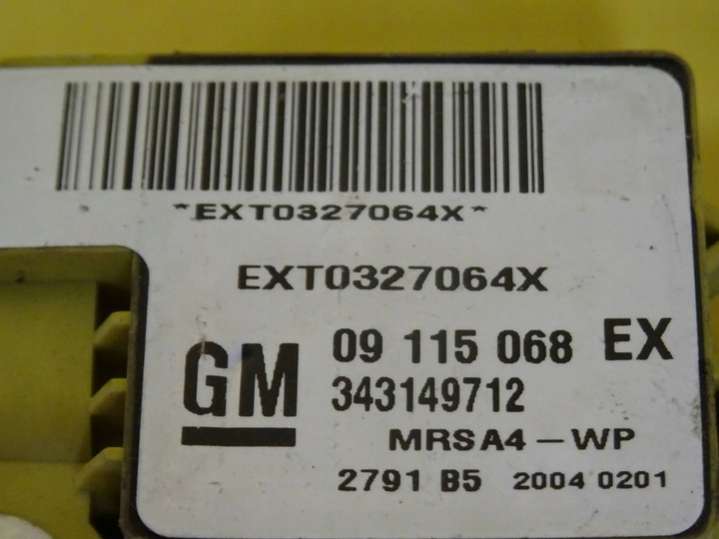 *EXT0327064X*
EXT0327064X
GM
09 115 068 EX
343149712
MRSA4-WP
2791 B5 2004 0201